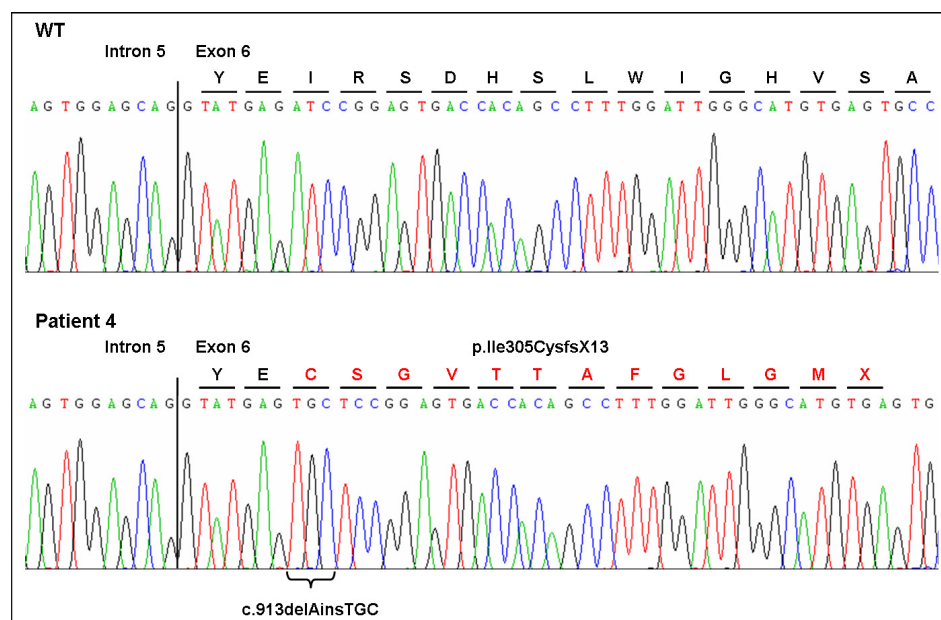 WT
Intron 5 Exon 6
Y E I R S D H S L W I G H V S A
A G T G G A G C A G G T A T G A G A T C C G G A G T G A C C A C A G C C T T T G G A T T G G G C A T G T G A G T G C C
Patient 4
Intron 5 Exon 6 p.Ile305CysfsX13
Y E C S G V T T A F G L G M X
A G T G G A G C A G G T A T G A G T G C T C C G G A G T G A C C A C A G C C T T T G G A T T G G G C A T G T G A G T G
c.913delAinsTGC